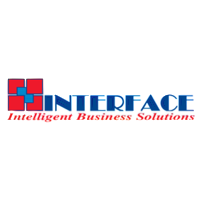 INTERFACE
Intelligent Business Solutions